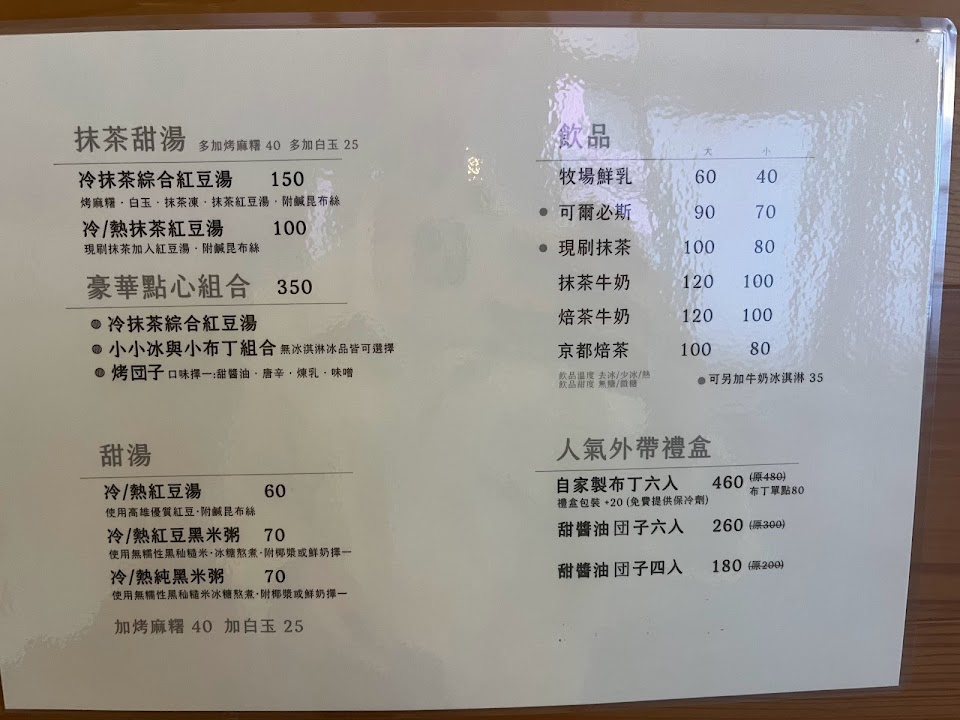 抹茶甜湯 多加烤麻糬 40 多加白玉 25
冷抹茶綜合紅豆湯 150
烤麻糬・白玉・抹茶凍・抹茶紅豆湯・附鹹昆布絲
冷/熱抹茶紅豆湯 100
現刷抹茶加入紅豆湯・附鹹昆布絲
豪華點心組合 350
冷抹茶綜合紅豆湯
小小冰與小布丁組合 無冰淇淋冰品皆可選擇
烤団子 口味擇一:甜醬油・唐辛・煉乳・味噌
甜湯
冷/熱紅豆湯 60
使用高雄優質紅豆・附鹹昆布絲
冷/熱紅豆黑米粥 70
使用無糯性黑秈糙米・冰糖熬煮・附椰漿或鮮奶擇一
冷/熱純黑米粥 70
使用無糯性黑秈糙米冰糖熬煮・附椰漿或鮮奶擇一
加烤麻糬 40 加白玉 25
飲品
大 小
牧場鮮乳 60 40
可爾必斯 90 70
現刷抹茶 100 80
抹茶牛奶 120 100
焙茶牛奶 120 100
京都焙茶 100 80
飲品溫度 去冰/少冰/熱
飲品甜度 無糖/微糖
可另加牛奶冰淇淋 35
人氣外帶禮盒
自家製布丁六入 460 (原480)
禮盒包裝 +20 (免費提供保冷劑) 布丁單點80
甜醬油団子六入 260 (原300)
甜醬油団子四入 180 (原200)